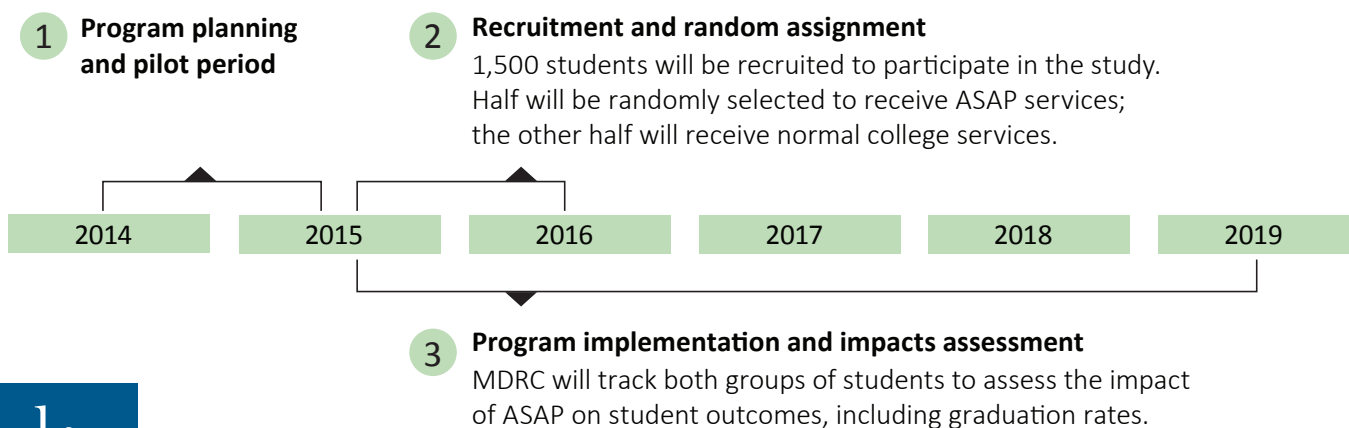 1 Program planning
and pilot period
2 Recruitment and random assignment
1,500 students will be recruited to participate in the study.
Half will be randomly selected to receive ASAP services;
the other half will receive normal college services.
2014 2015 2016 2017 2018 2019
3 Program implementation and impacts assessment
MDRC will track both groups of students to assess the impact
of ASAP on student outcomes, including graduation rates.